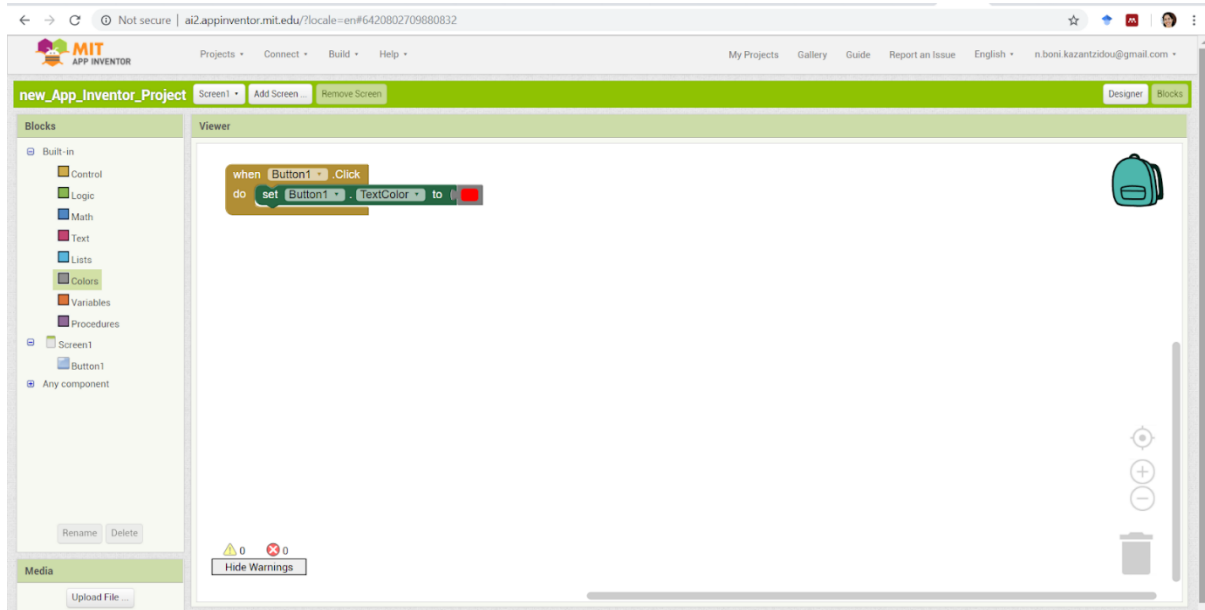 Not secure | ai2.appinventor.mit.edu/?locale=en#6420802709880832
MIT
APP INVENTOR
Projects Connect Build Help My Projects Gallery Guide Report an Issue English n.boni.kazantzidou@gmail.com
new_App_Inventor_Project Screen1 Add Screen ... Remove Screen Designer Blocks
Blocks
Built-in
Control
Logic
Math
Text
Lists
Colors
Variables
Procedures
Screen1
Button1
Any component
Rename Delete
Media
Upload File ...
Viewer
when Button1 .Click
do set Button1 . TextColor to
0 0
Hide Warnings